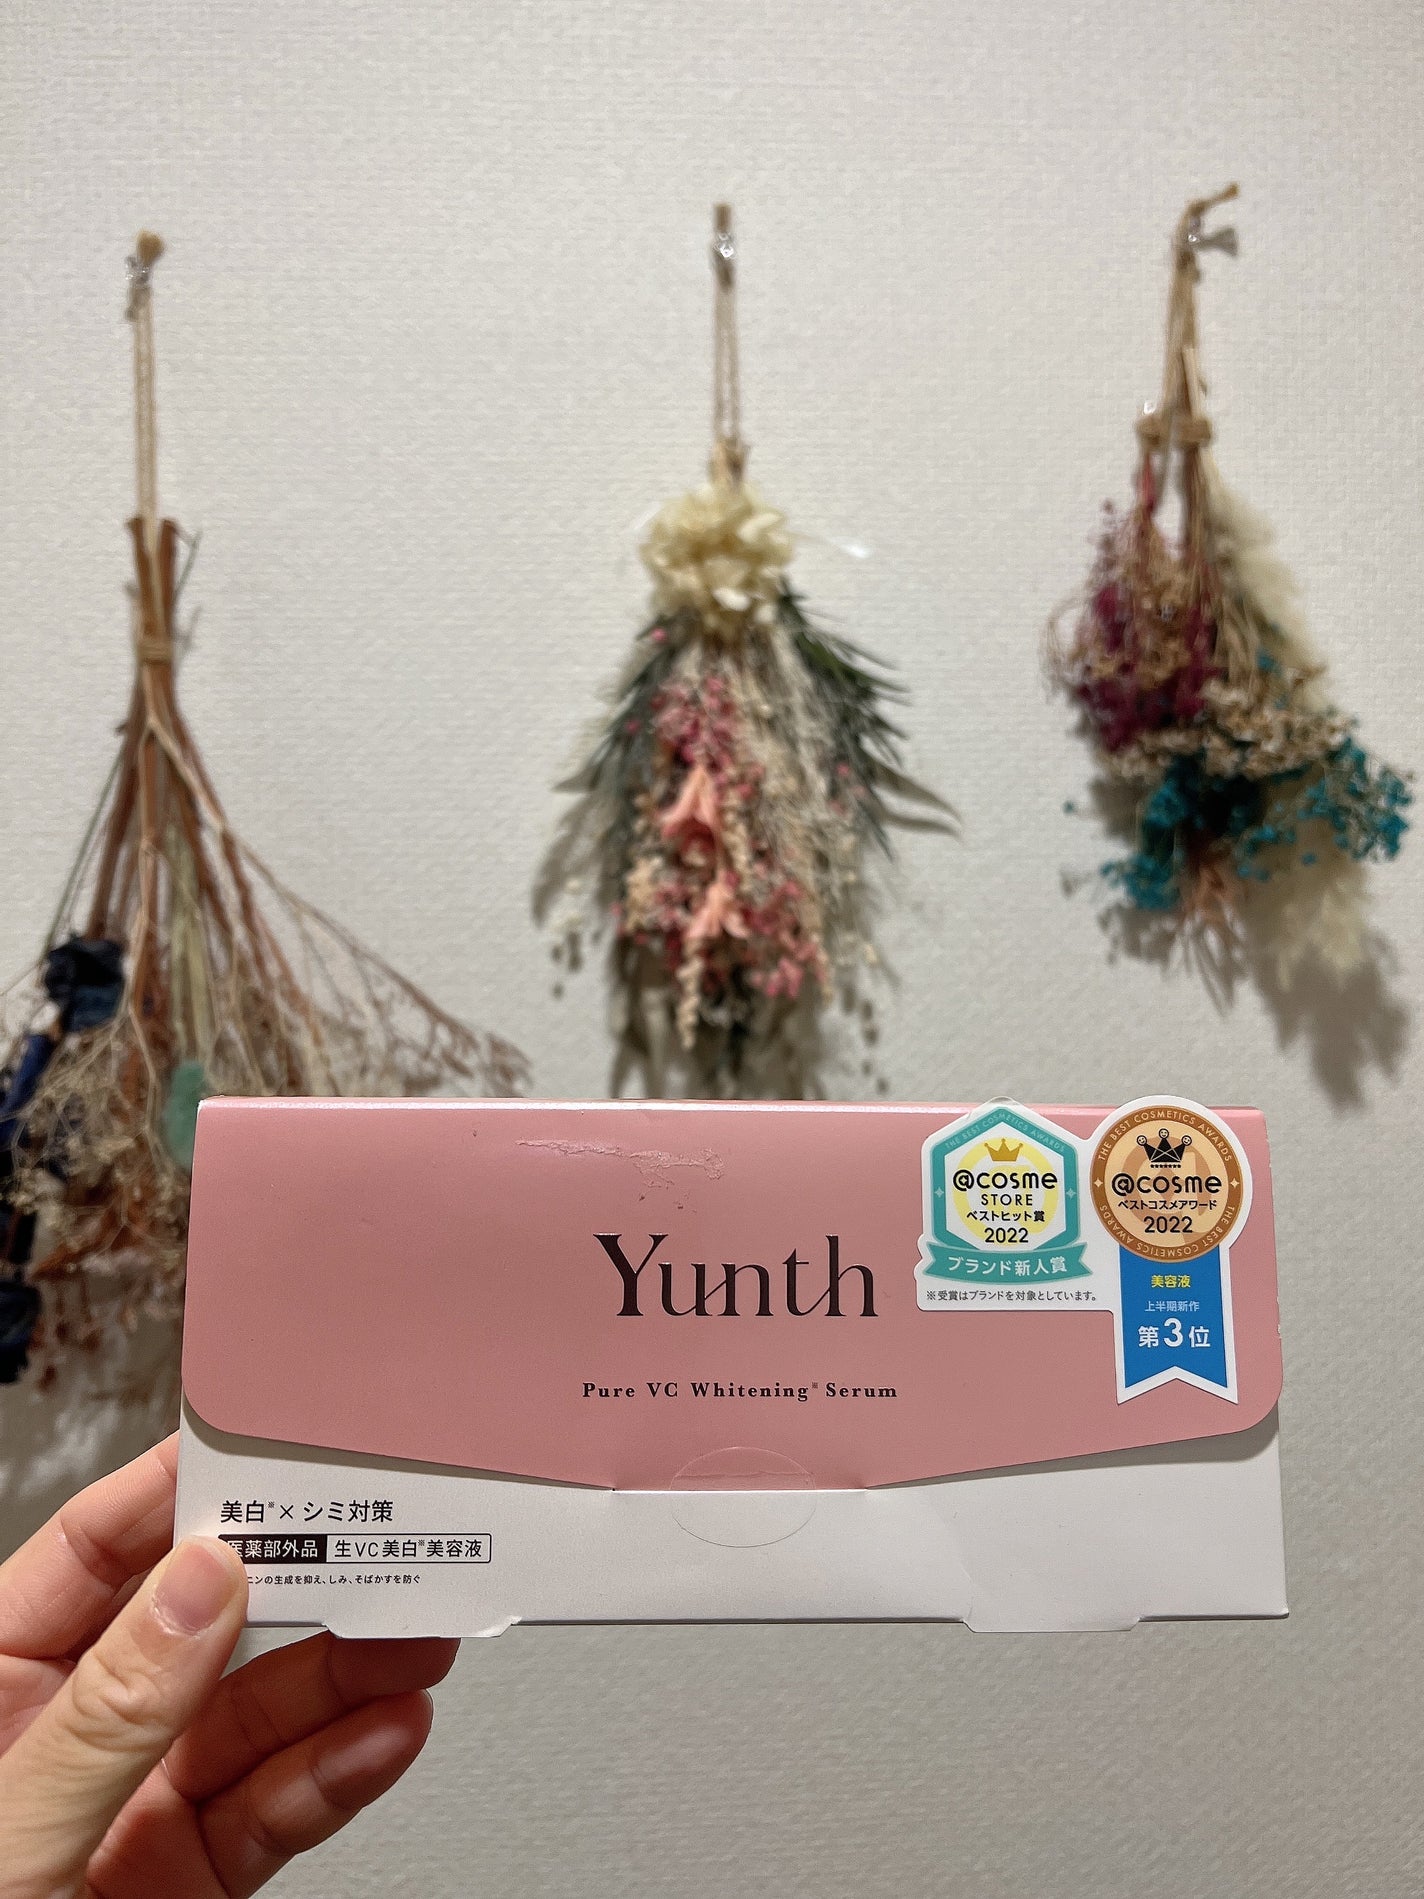 THE BEST COSMETICS AWARDS
@cosme
STORE
ベストヒット賞
2022
ブランド新人賞
※受賞はブランドを対象としています。
THE BEST COSMETICS AWARDS
@cosme
ベストコスメアワード
2022
THE BEST COSMETICS AWARDS
美容液
上半期新作
第3位
Yunth
Pure VC Whitening※ Serum
美白※×シミ対策
医薬部外品 生VC美白※美容液
ニンの生成を抑え、しみ、そばかすを防ぐ